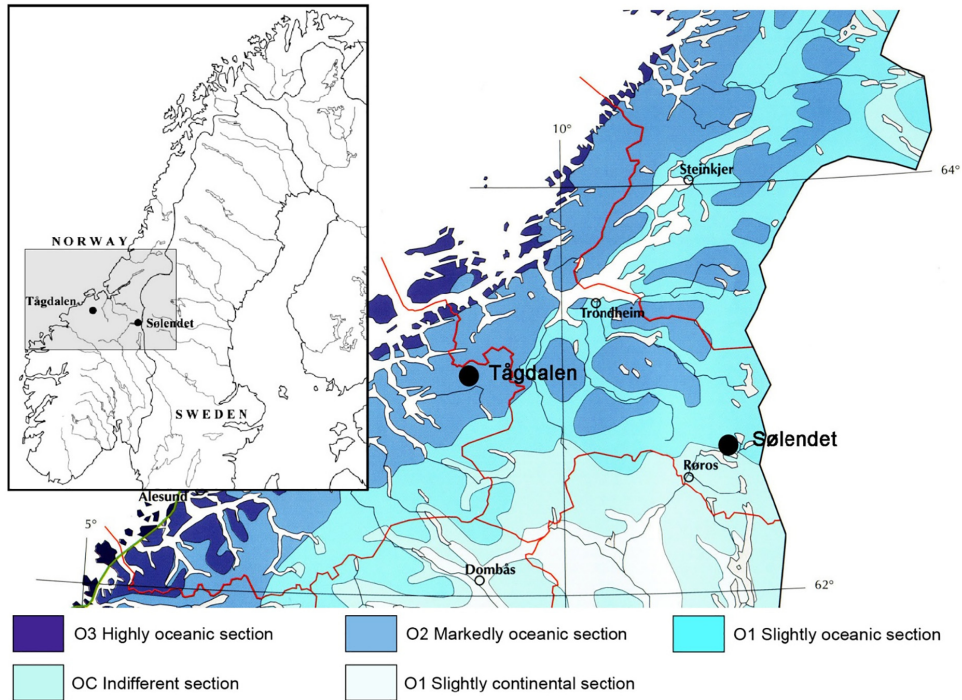 NORWAY
Tågdalen
Sølendet
SWEDEN
10°
Steinkjer
64°
Trondheim
Tågdalen
Sølendet
Røros
Ålesund
5°
Dombås
62°
O3 Highly oceanic section
O2 Markedly oceanic section
O1 Slightly oceanic section
OC Indifferent section
O1 Slightly continental section